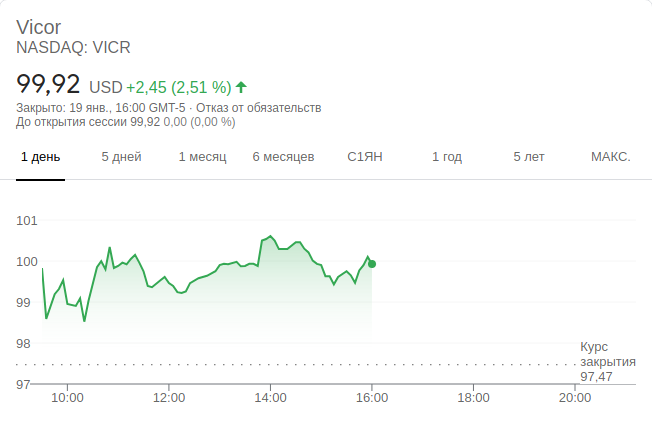 Vicor
NASDAQ: VICR
99,92 USD +2,45 (2,51 %)
Закрыто: 19 янв., 16:00 GMT-5 · Отказ от обязательств
До открытия сессии 99,92 0,00 (0,00 %)
1 день 5 дней 1 месяц 6 месяцев С1ЯН 1 год 5 лет МАКС.
101
100
99
98
Курс
закрытия
97,47
97
10:00 12:00 14:00 16:00 18:00 20:00